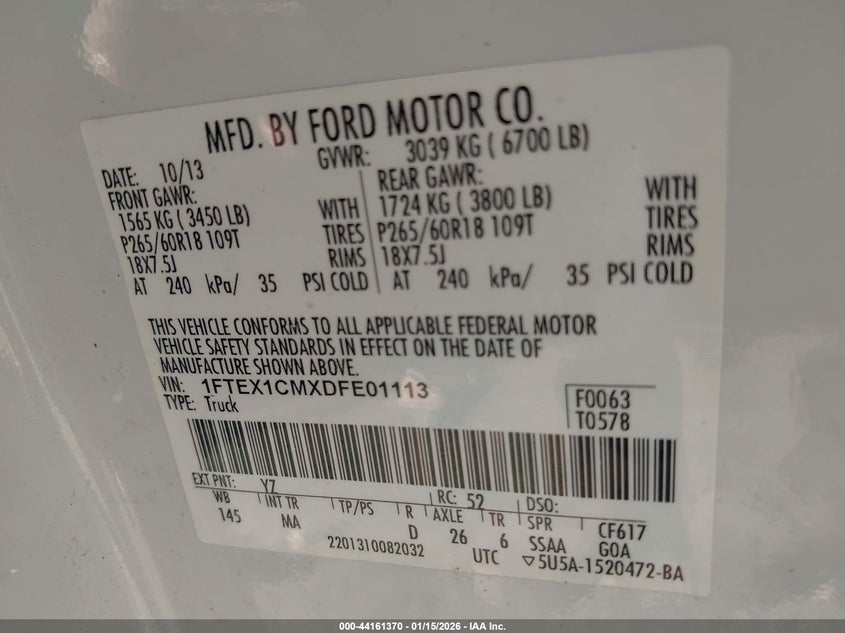 MFD. BY FORD MOTOR CO.
DATE: 10/13 GVWR: 3039 KG ( 6700 LB)
FRONT GAWR: REAR GAWR:
1565 KG ( 3450 LB) WITH 1724 KG ( 3800 LB) WITH
P265/60R18 109T TIRES P265/60R18 109T TIRES
18X7.5J RIMS 18X7.5J RIMS
AT 240 kPa/ 35 PSI COLD AT 240 kPa/ 35 PSI COLD
THIS VEHICLE CONFORMS TO ALL APPLICABLE FEDERAL MOTOR
VEHICLE SAFETY STANDARDS IN EFFECT ON THE DATE OF
MANUFACTURE SHOWN ABOVE.
VIN: 1FTEX1CMXDFE01113
TYPE: Truck
F0063
T0578
EXT PNT: YZ RC: 52 DSO:
WB INT TR TP/PS R AXLE TR SPR CF617
145 MA D 26 6 SSAA GOA
2201310082032 UTC ▽5U5A-1520472-BA
000-44161370 - 01/15/2026 - IAA Inc.